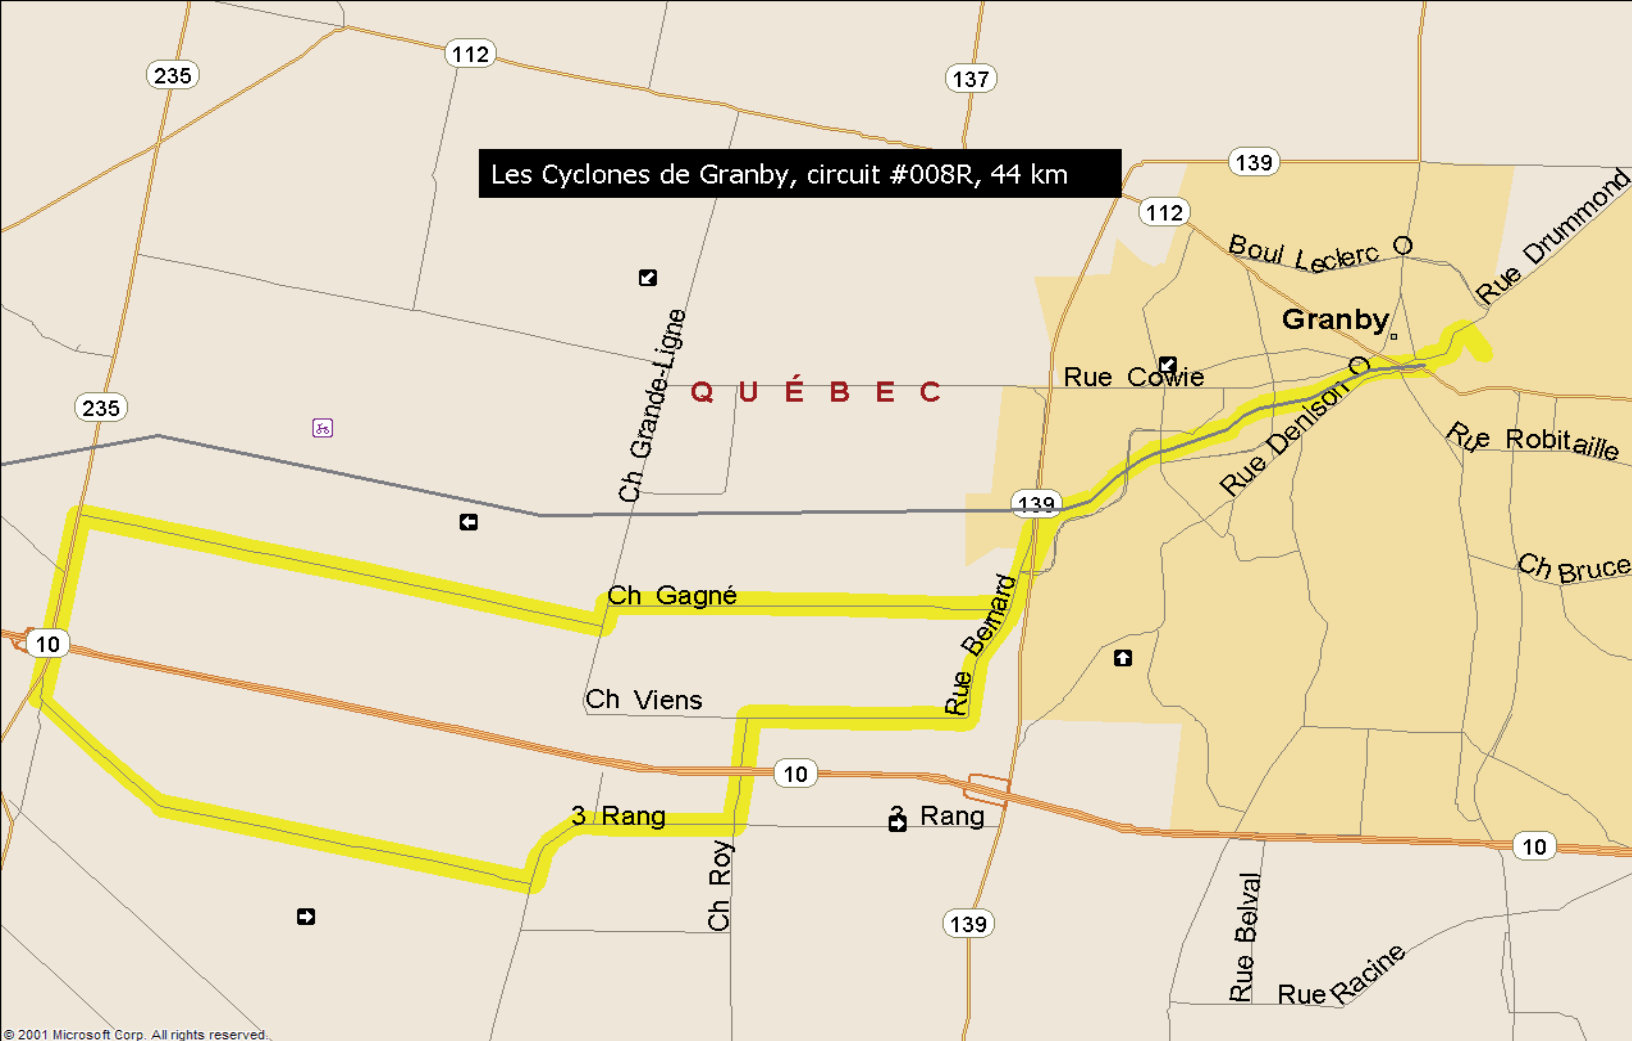 112
235
137
Les Cyclones de Granby, circuit #008R, 44 km
139
112
Rue Drummond
Boul Leclerc
Granby
Ch Grande-Ligne
QUÉBEC
Rue Cowie
235
Rue Denison
Rue Robitaille
139
Ch Bruce
Ch Gagné
Rue Bernard
10
Ch Viens
10
3 Rang
3 Rang
10
Ch Roy
139
Rue Belval
Rue Racine
© 2001 Microsoft Corp. All rights reserved.